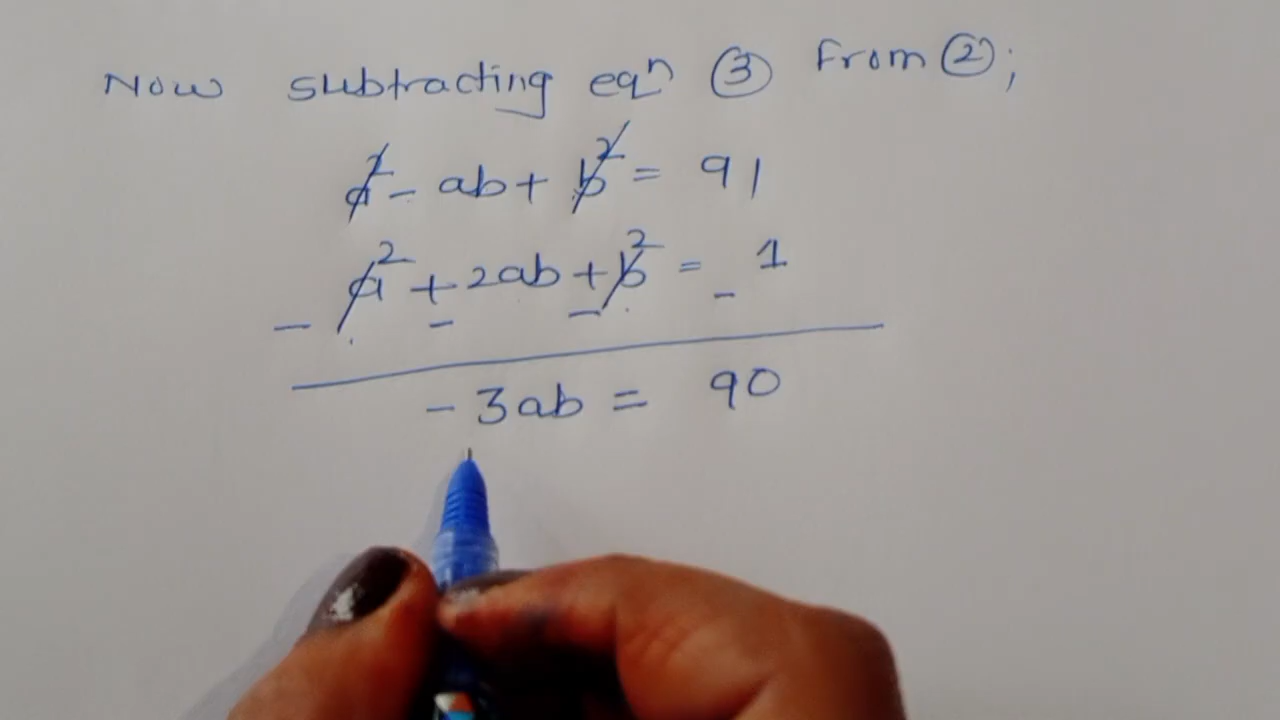 Now subtracting eqⁿ ③ From ②;
a² - ab + b² = 91
a² + 2ab + b² = 1
- - - -
-3ab = 90